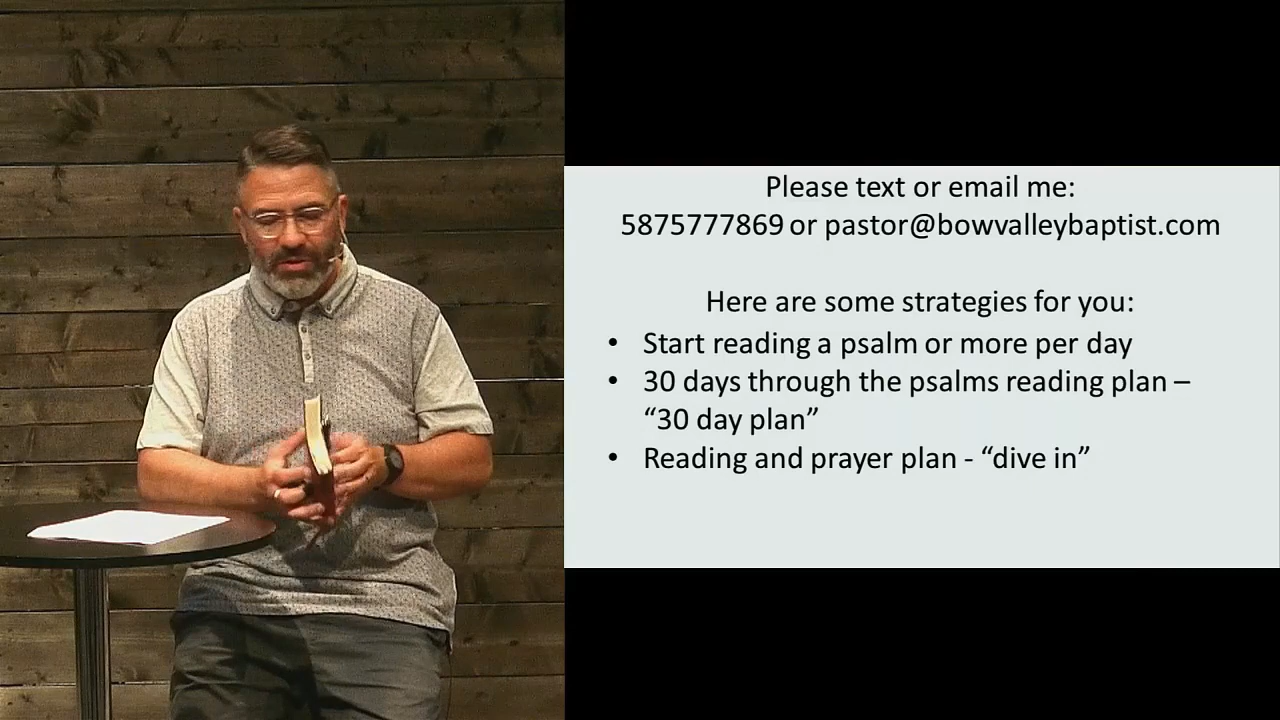 Please text or email me:
5875777869 or pastor@bowvalleybaptist.com
Here are some strategies for you:
• Start reading a psalm or more per day
• 30 days through the psalms reading plan –
“30 day plan”
• Reading and prayer plan - “dive in”